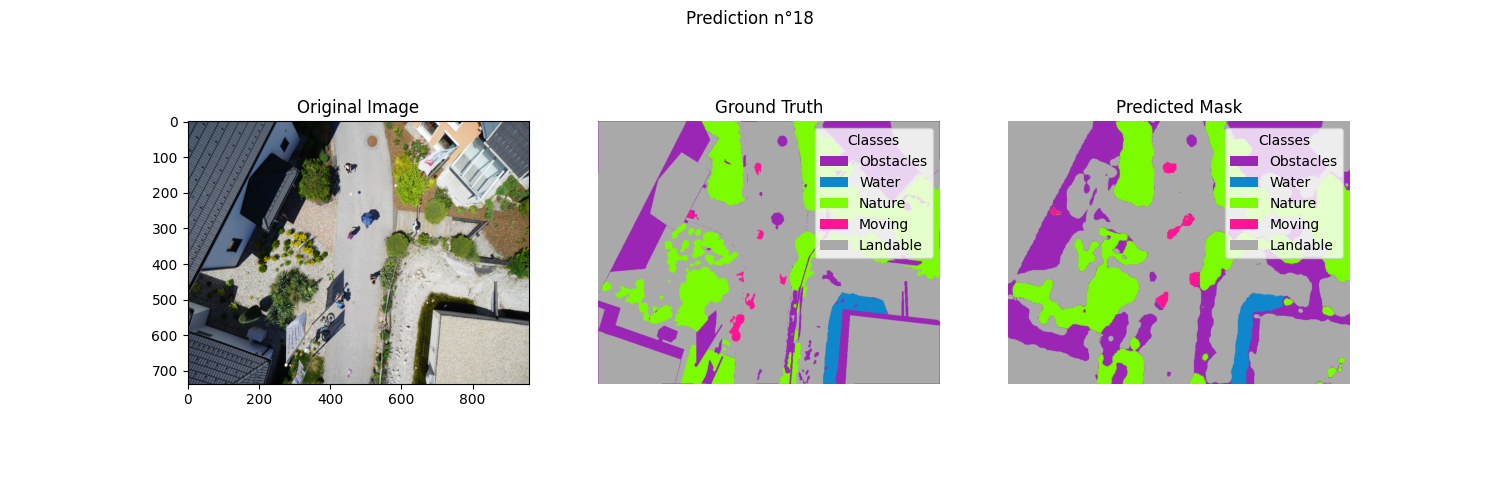 Prediction n°18
Original Image
Ground Truth
Predicted Mask
0
100
200
300
400
500
600
700
0
200
400
600
800
Classes
Obstacles
Water
Nature
Moving
Landable
Classes
Obstacles
Water
Nature
Moving
Landable